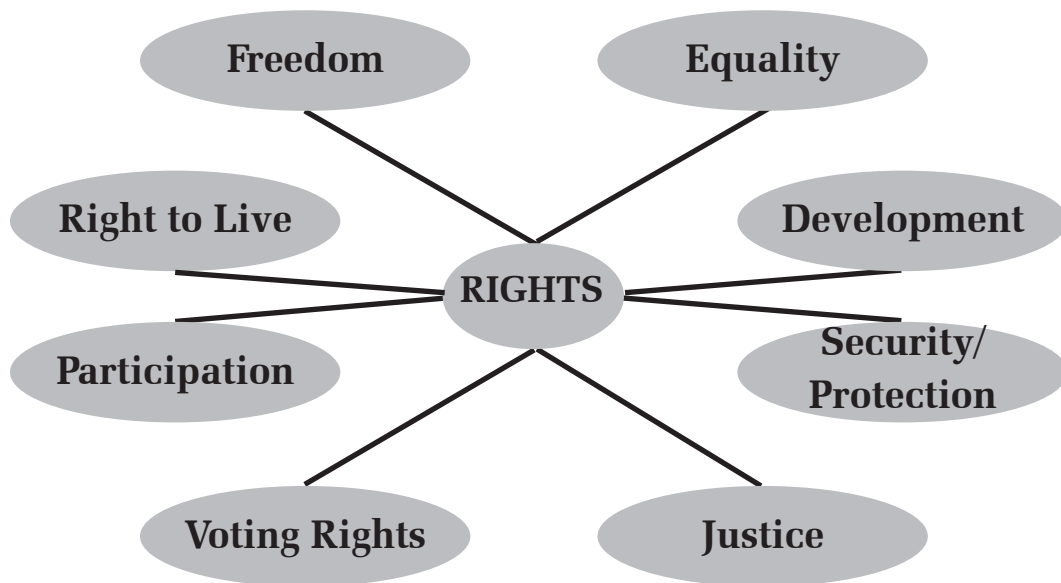 Freedom
Equality
Right to Live
Development
RIGHTS
Participation
Security/
Protection
Voting Rights
Justice